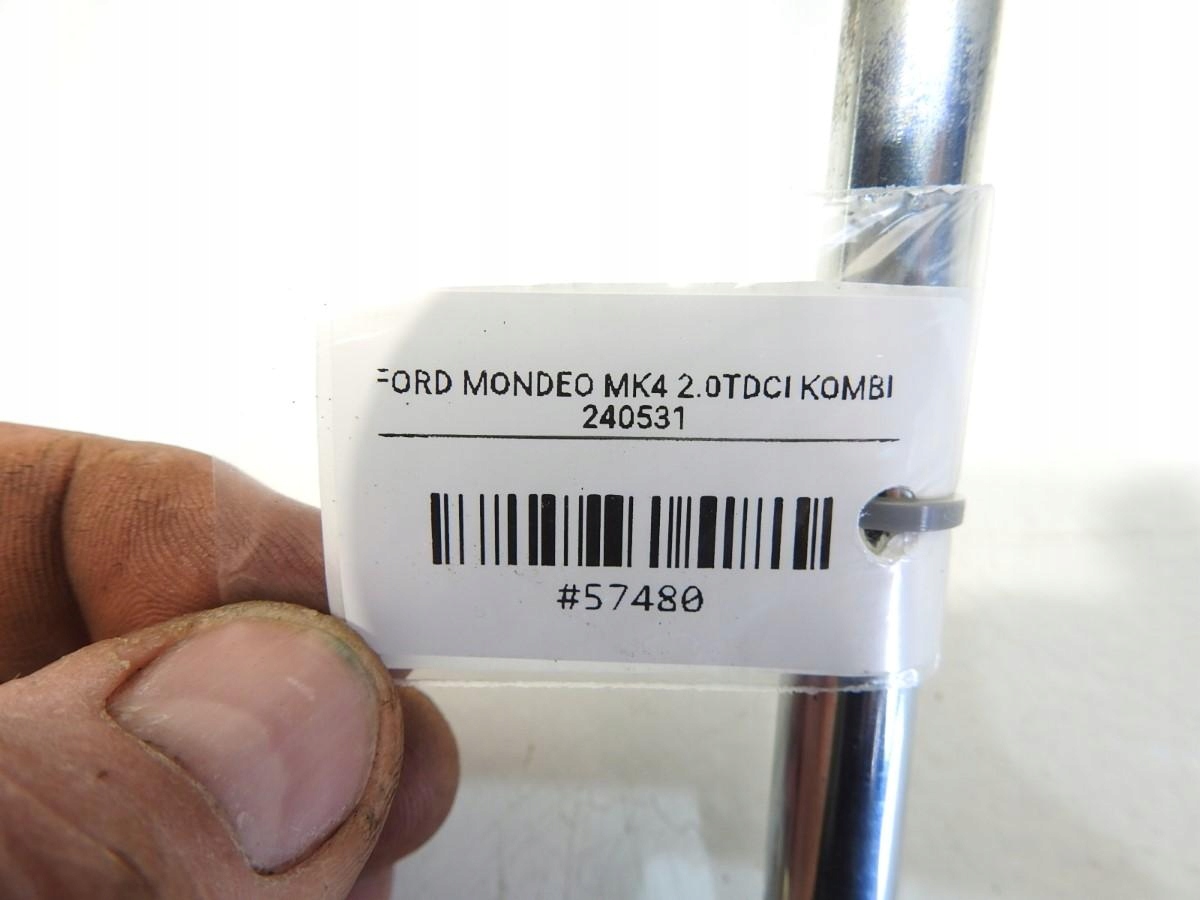 FORD MONDEO MK4 2.0TDCI KOMBI
240531
#57480